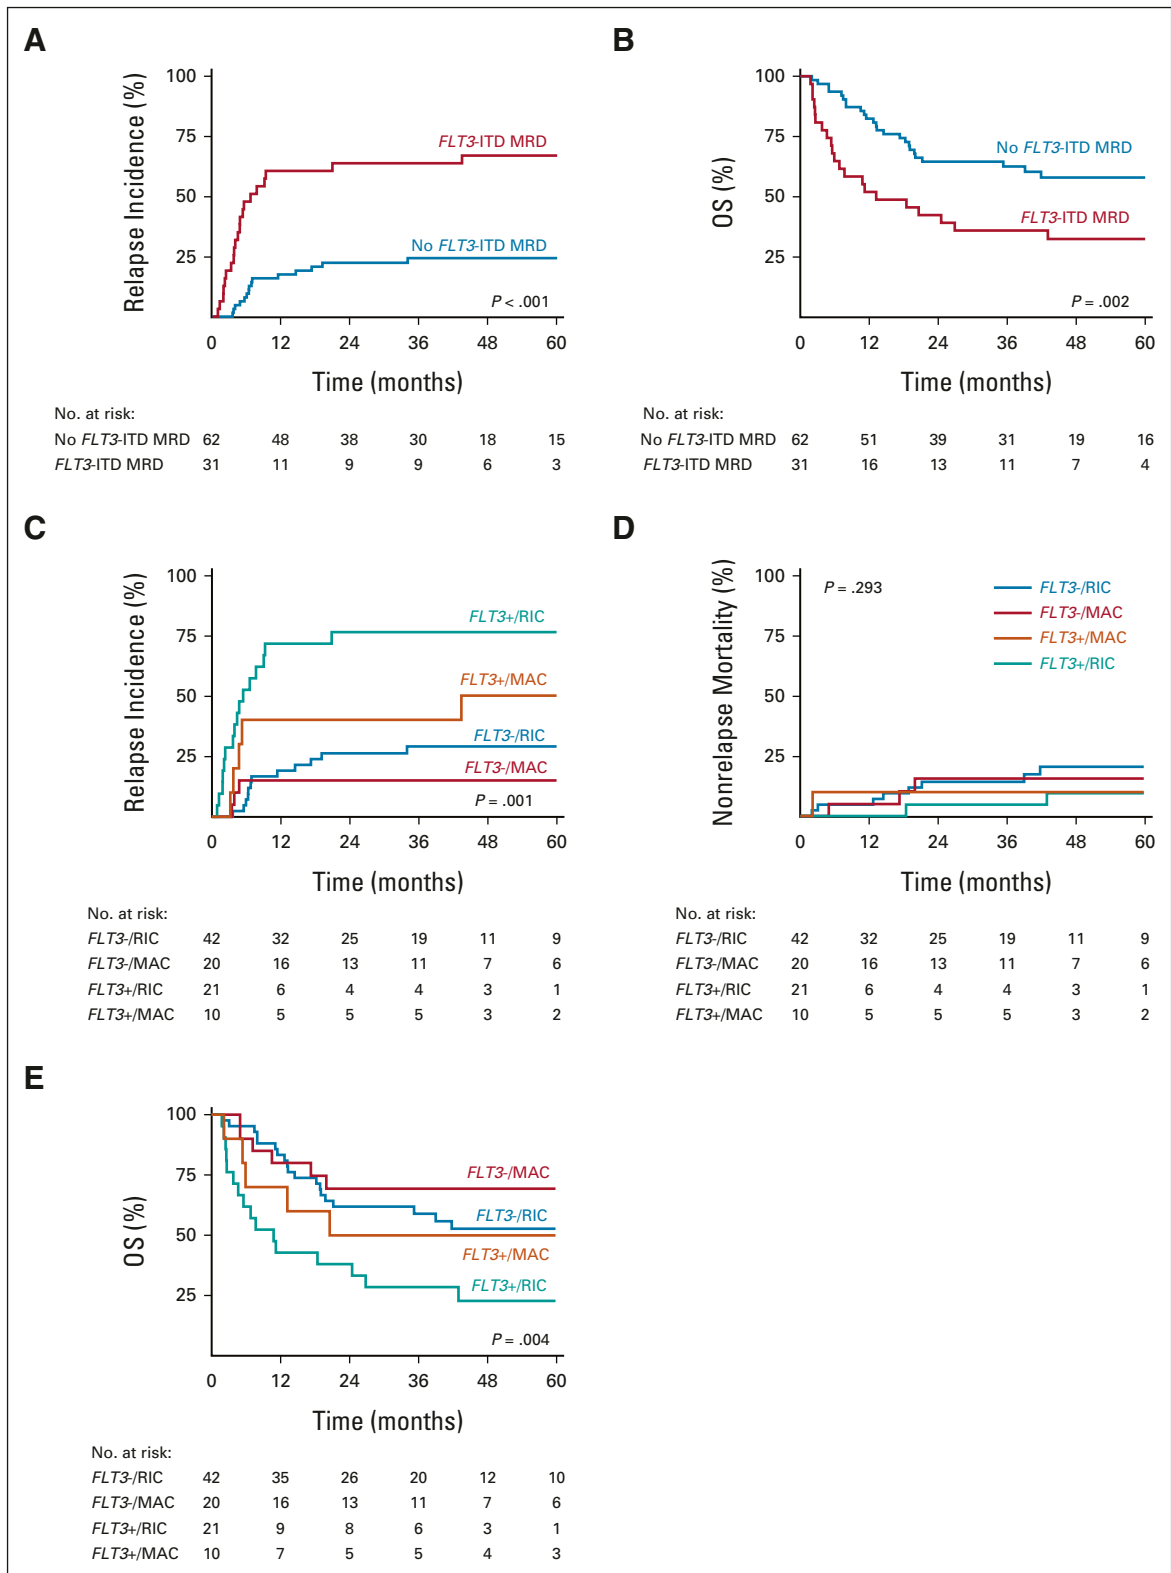 A
Relapse Incidence (%)
100
75
50
25
0
12
24
36
48
60
FLT3-ITD MRD
No FLT3-ITD MRD
P < .001
Time (months)
No. at risk:
No FLT3-ITD MRD 62 48 38 30 18 15
FLT3-ITD MRD 31 11 9 9 6 3
B
OS (%)
100
75
50
25
0
12
24
36
48
60
No FLT3-ITD MRD
FLT3-ITD MRD
P = .002
Time (months)
No. at risk:
No FLT3-ITD MRD 62 51 39 31 19 16
FLT3-ITD MRD 31 16 13 11 7 4
C
Relapse Incidence (%)
100
75
50
25
0
12
24
36
48
60
FLT3+/RIC
FLT3+/MAC
FLT3-/RIC
FLT3-/MAC
P = .001
Time (months)
No. at risk:
FLT3-/RIC 42 32 25 19 11 9
FLT3-/MAC 20 16 13 11 7 6
FLT3+/RIC 21 6 4 4 3 1
FLT3+/MAC 10 5 5 5 3 2
D
Nonrelapse Mortality (%)
100
75
50
25
0
12
24
36
48
60
P = .293
FLT3-/RIC
FLT3-/MAC
FLT3+/MAC
FLT3+/RIC
Time (months)
No. at risk:
FLT3-/RIC 42 32 25 19 11 9
FLT3-/MAC 20 16 13 11 7 6
FLT3+/RIC 21 6 4 4 3 1
FLT3+/MAC 10 5 5 5 3 2
E
OS (%)
100
75
50
25
0
12
24
36
48
60
FLT3-/MAC
FLT3-/RIC
FLT3+/MAC
FLT3+/RIC
P = .004
Time (months)
No. at risk:
FLT3-/RIC 42 35 26 20 12 10
FLT3-/MAC 20 16 13 11 7 6
FLT3+/RIC 21 9 8 6 3 1
FLT3+/MAC 10 7 5 5 4 3